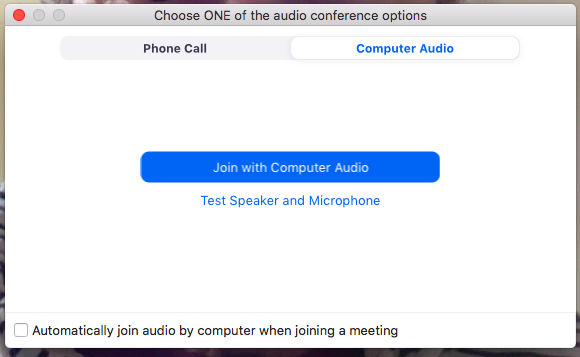 Choose ONE of the audio conference options
Phone Call
Computer Audio
Join with Computer Audio
Test Speaker and Microphone
Automatically join audio by computer when joining a meeting